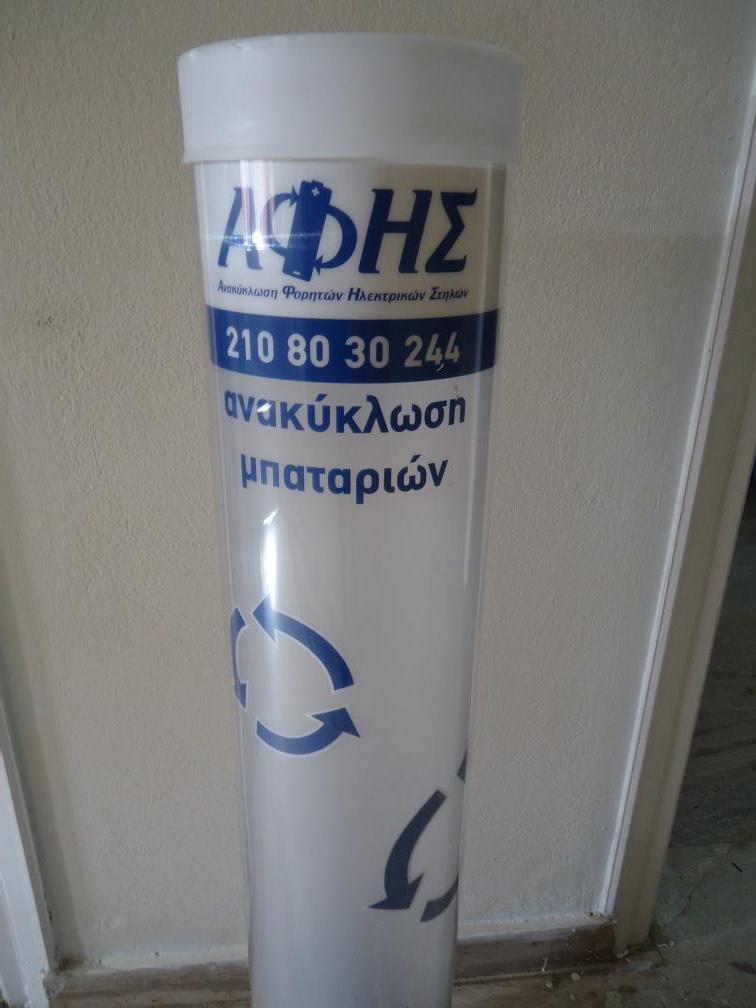 ΑΦΗΣ
Ανακύκλωση Φορητών Ηλεκτρικών Στηλών
210 80 30 244
ανακύκλωση
μπαταριών